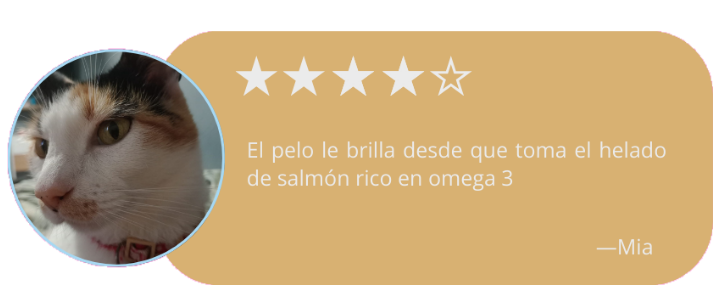 El pelo le brilla desde que toma el helado
de salmón rico en omega 3
—Mia